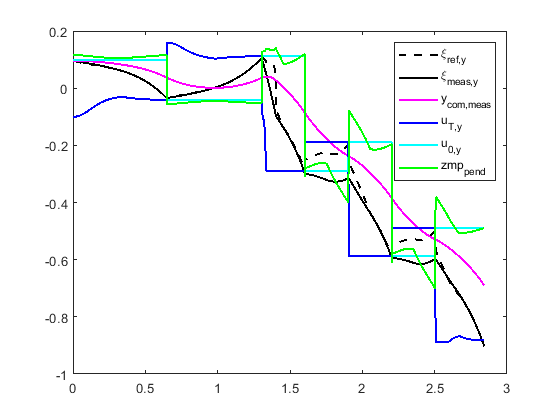 0.2
0
-0.2
-0.4
-0.6
-0.8
-1
0 0.5 1 1.5 2 2.5 3
ξref,y
ξmeas,y
ycom,meas
uT,y
u0,y
zmppend